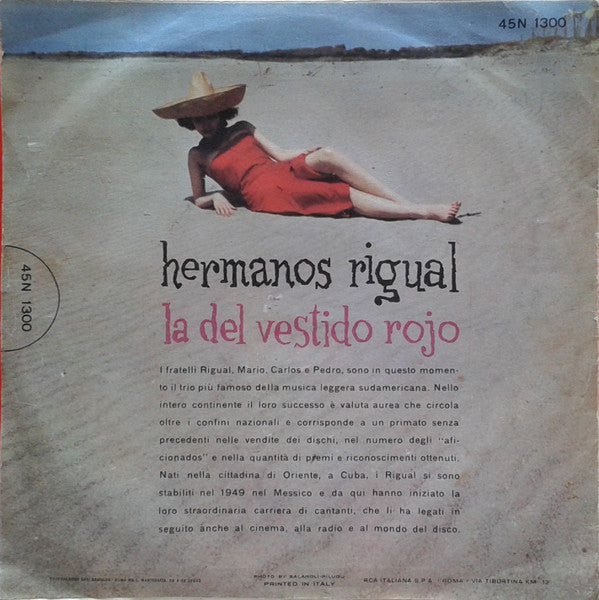 45N 1300
hermanos rigual
la del vestido rojo
45N 1300
I fratelli Rigual, Mario, Carlos e Pedro, sono in questo momen-
to il trio più famoso della musica leggera sudamericana. Nello
intero continente il loro successo è valuta aurea che circola
oltre i confini nazionali e corrisponde a un primato senza
precedenti nelle vendite dei dischi, nel numero degli "afi-
cionados" e nella quantità di premi e riconoscimenti ottenuti.
Nati nella cittadina di Oriente, a Cuba, i Rigual si sono
stabiliti nel 1949 nel Messico e da qui hanno iniziato la
loro straordinaria carriera di cantanti, che li ha legati in
seguito anche al cinema, alla radio e al mondo del disco.
PHOTO BY
PRINTED IN ITALY
RCA ITALIANA S.P.A. - ROMA - VIA TIBURTINA KM. 12